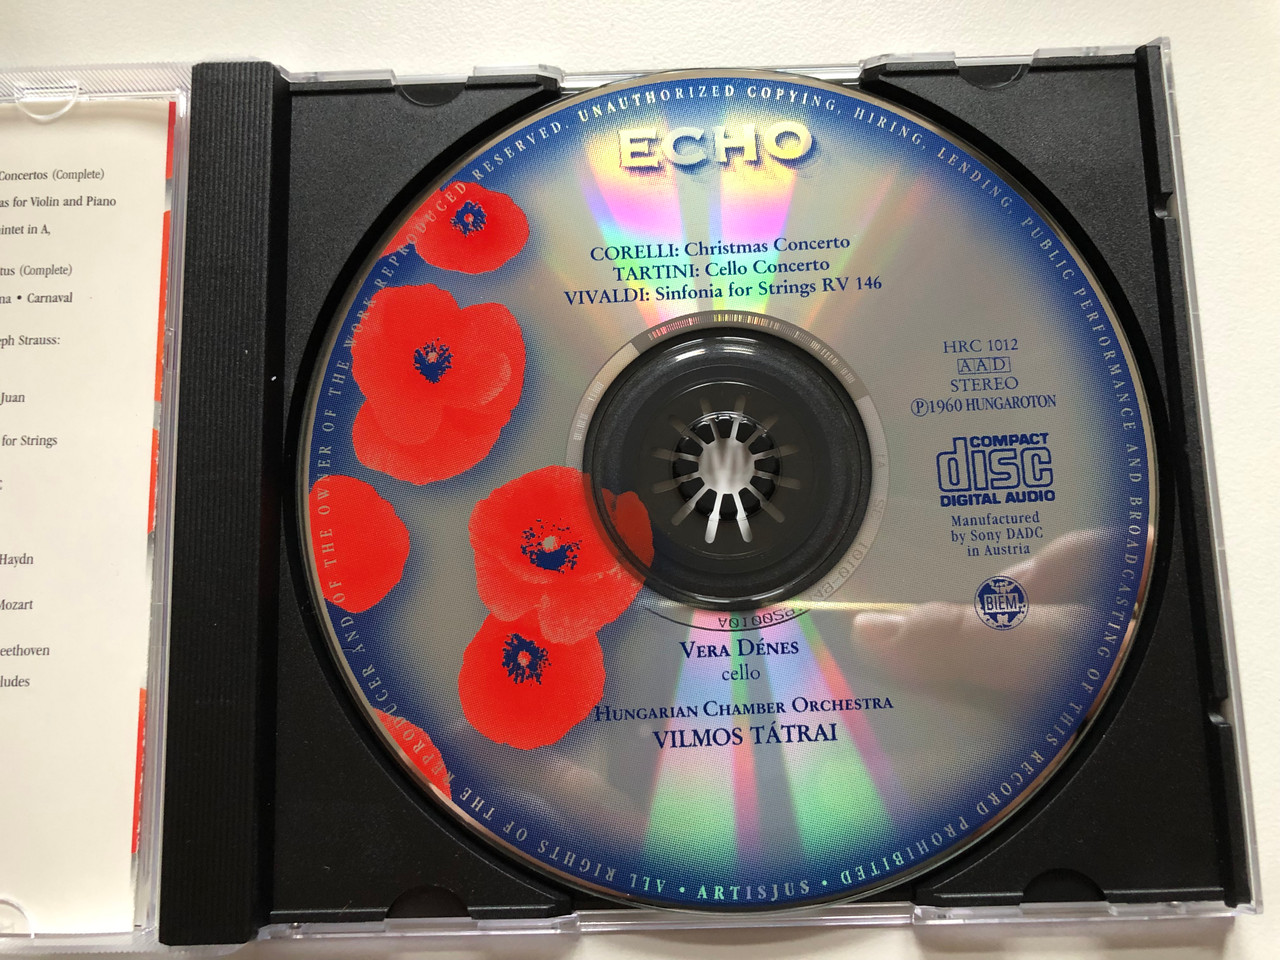 Concertos (Complete)
as for Violin and Piano
intet in A,
tus (Complete)
na • Carnaval
ph Strauss:
Juan
for Strings
:
Haydn
Mozart
eethoven
ludes
ALL RIGHTS OF THE REPRODUCER AND OF THE OWNER OF THE WORK REPRODUCED RESERVED. UNAUTHORIZED COPYING, HIRING, LENDING, PUBLIC PERFORMANCE AND BROADCASTING OF THIS RECORD PROHIBITED • ARTISJUS •
ECHO
CORELLI: Christmas Concerto
TARTINI: Cello Concerto
VIVALDI: Sinfonia for Strings RV 146
HRC 1012
AAD
STEREO
Ⓟ1960 HUNGAROTON
COMPACT
disc
DIGITAL AUDIO
Manufactured
by Sony DADC
in Austria
BIEM
VERA DÉNES
cello
HUNGARIAN CHAMBER ORCHESTRA
VILMOS TÁTRAI